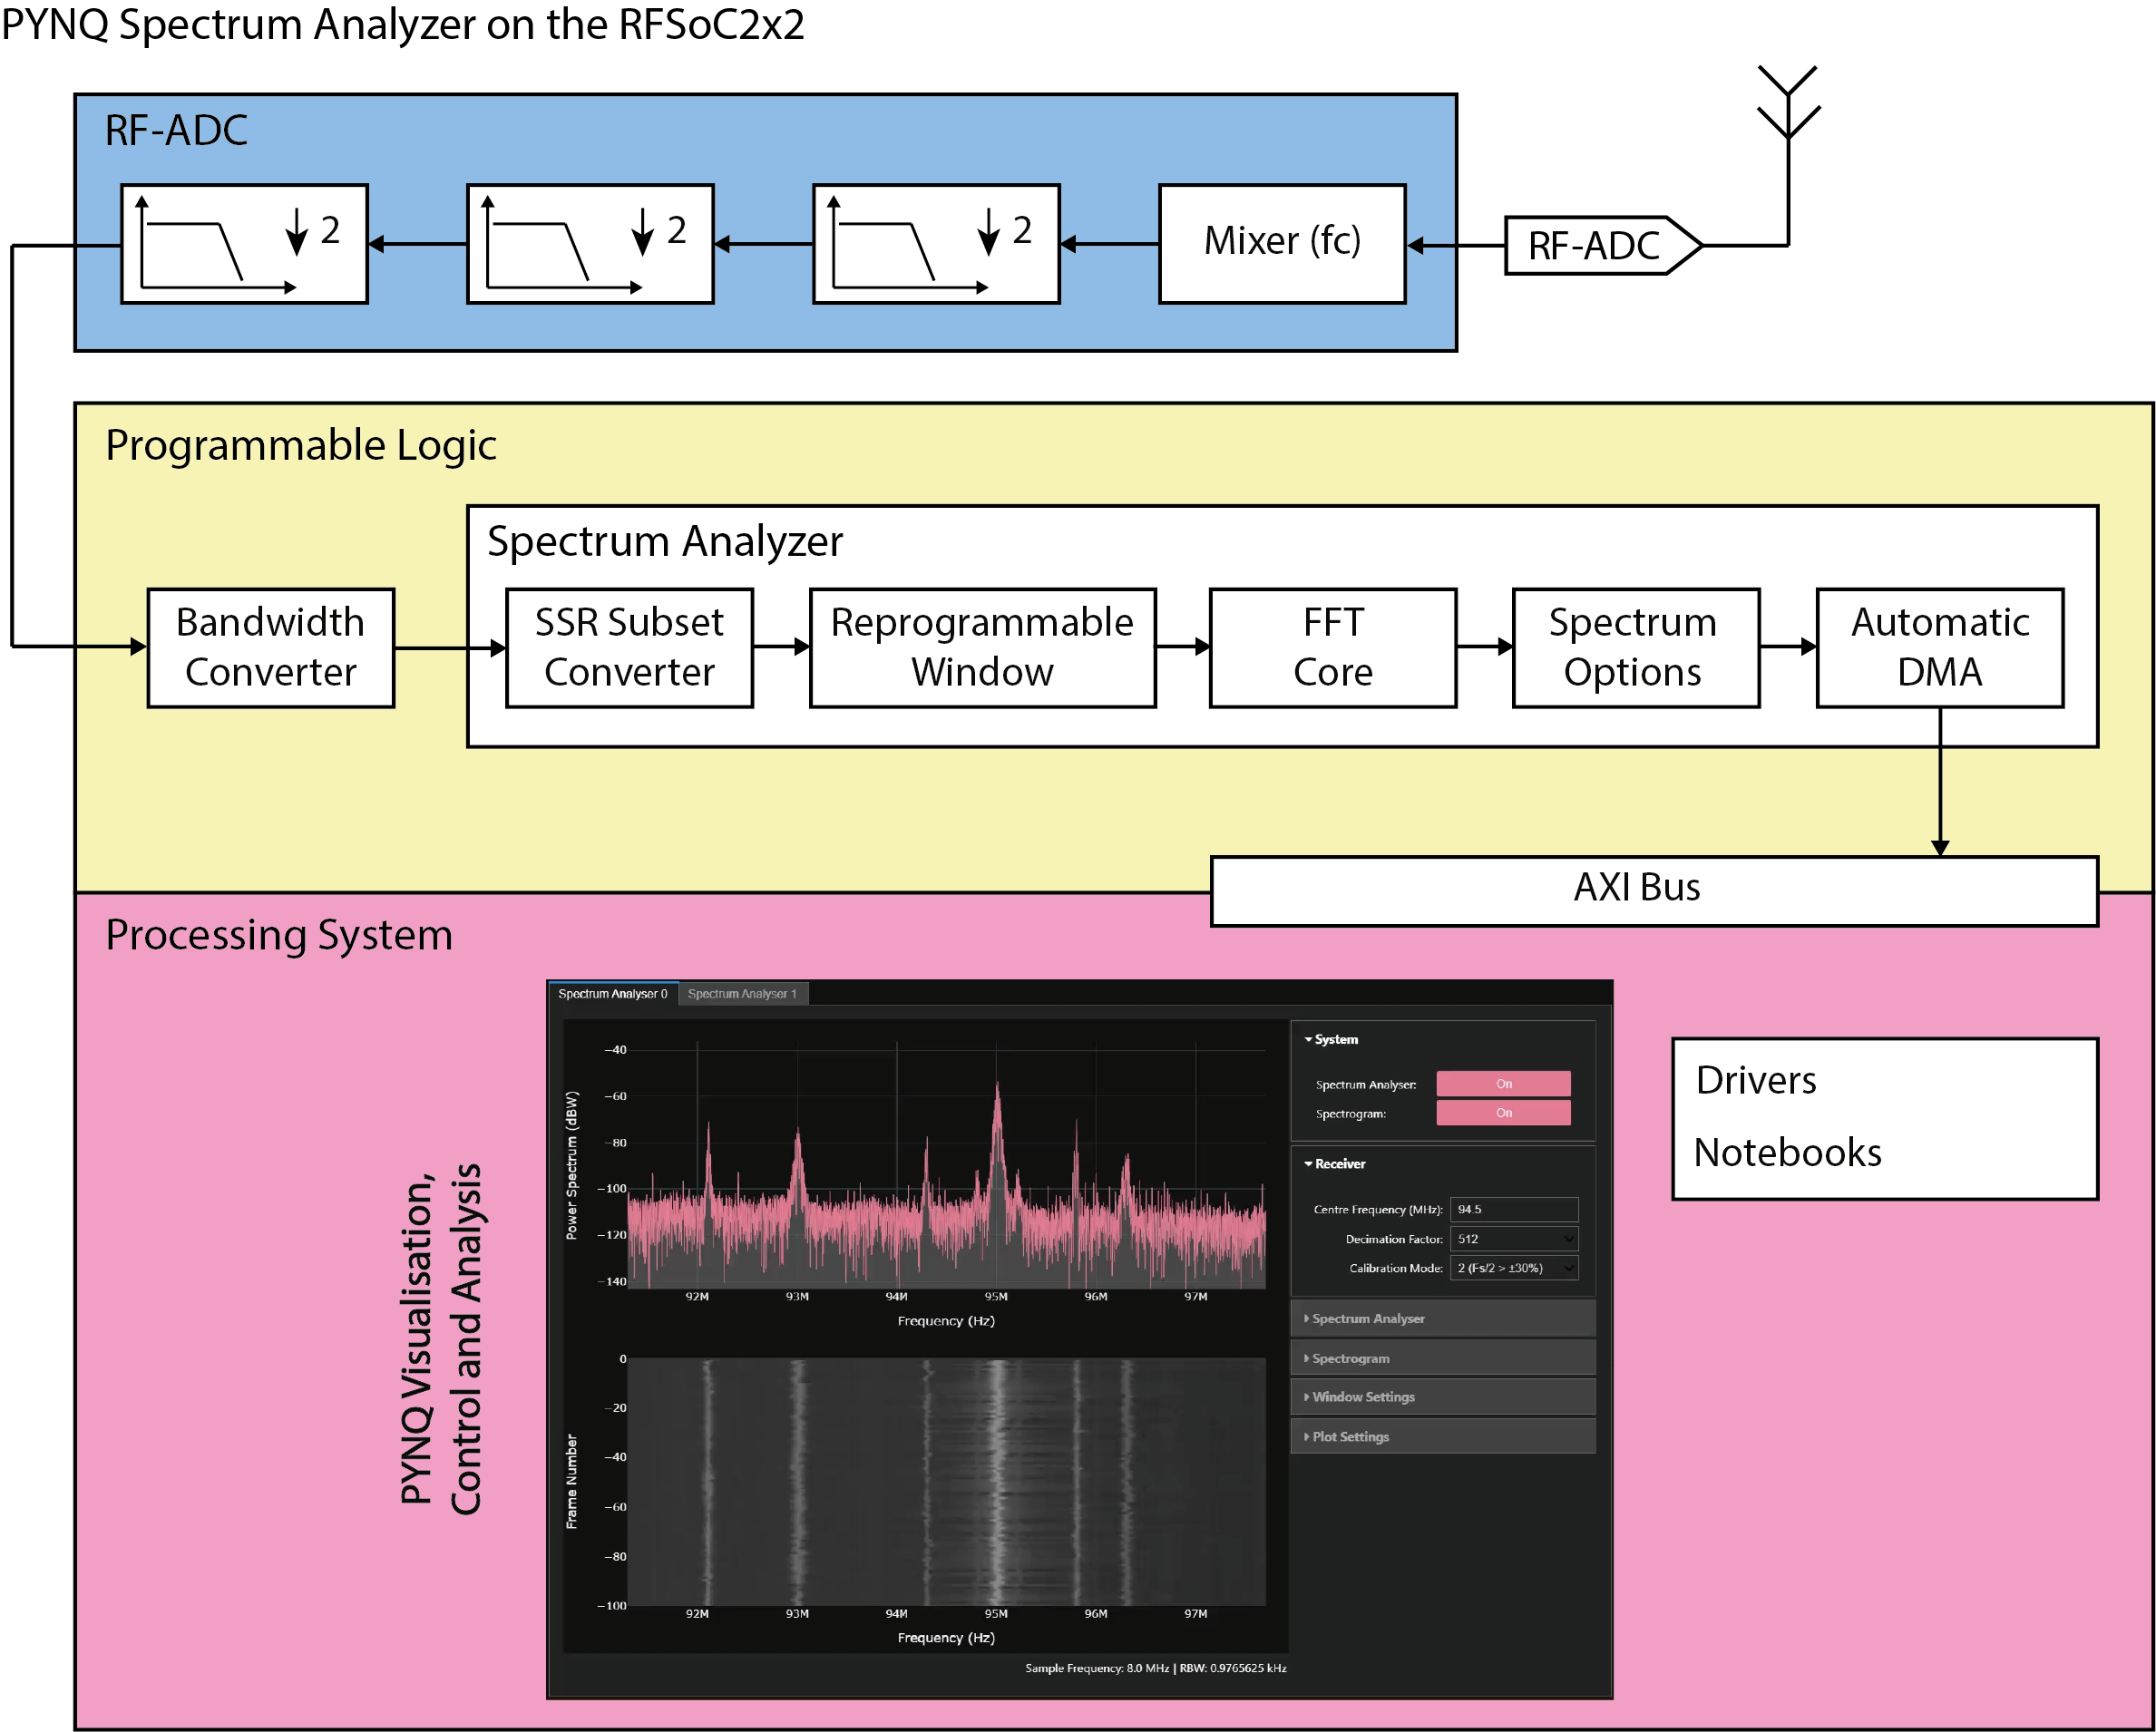 PYNQ Spectrum Analyzer on the RFSoC2x2
RF-ADC
2
2
2
Mixer (fc)
RF-ADC
Programmable Logic
Spectrum Analyzer
Bandwidth
Converter
SSR Subset
Converter
Reprogrammable
Window
FFT
Core
Spectrum
Options
Automatic
DMA
AXI Bus
Processing System
PYNQ Visualisation,
Control and Analysis
Spectrum Analyser 0
Spectrum Analyser 1
Power Spectrum (dBW)
−40
−60
−80
−100
−120
−140
92M
93M
94M
95M
96M
97M
Frequency (Hz)
Frame Number
0
−20
−40
−60
−80
−100
92M
93M
94M
95M
96M
97M
Frequency (Hz)
Sample Frequency: 8.0 MHz | RBW: 0.9765625 kHz
System
Spectrum Analyser: On
Spectrogram: On
Receiver
Centre Frequency (MHz): 94.5
Decimation Factor: 512
Calibration Mode: 2 (Fs/2 > ±30%)
Spectrum Analyser
Spectrogram
Window Settings
Plot Settings
Drivers
Notebooks